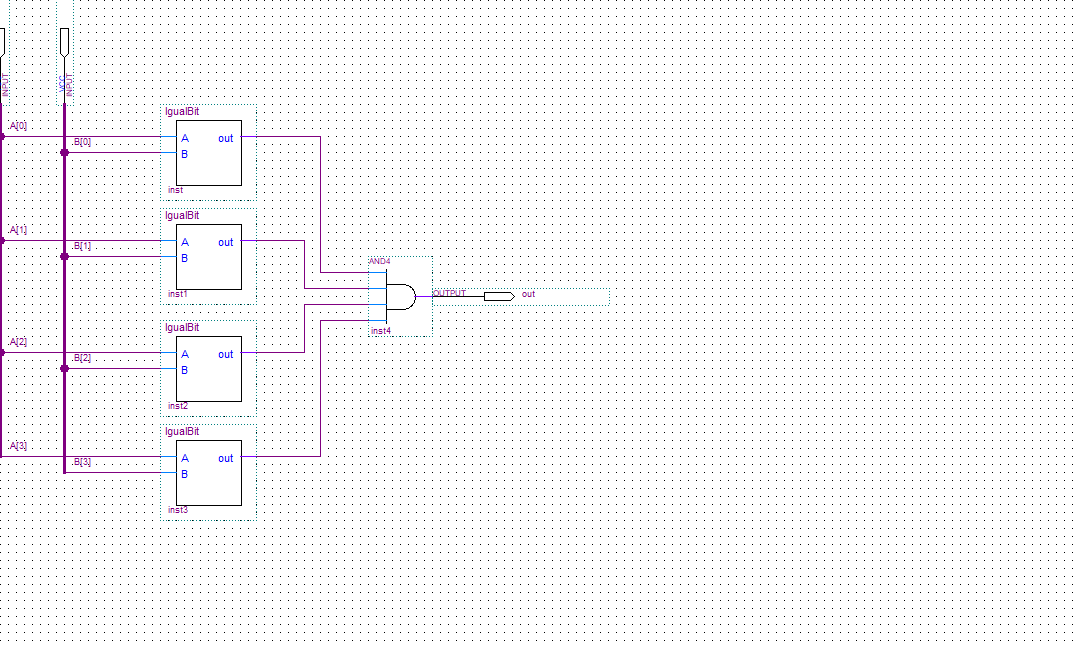 INPUT
VCC
INPUT
IgualBit
A[0]
B[0]
A
out
B
inst
IgualBit
A[1]
B[1]
A
out
B
inst1
AND4
OUTPUT
out
inst4
IgualBit
A[2]
B[2]
A
out
B
inst2
IgualBit
A[3]
B[3]
A
out
B
inst3